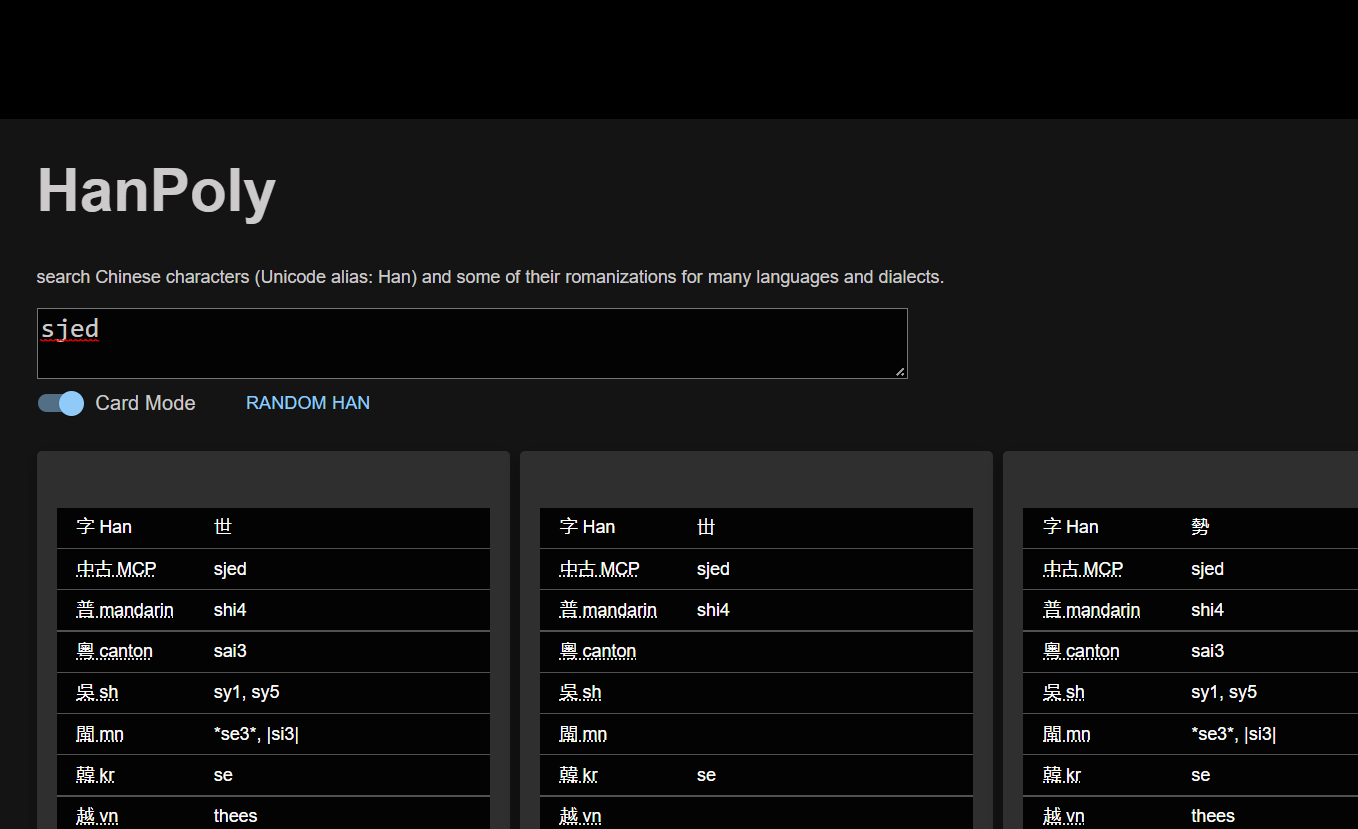 HanPoly
search Chinese characters (Unicode alias: Han) and some of their romanizations for many languages and dialects.
sjed
Card Mode RANDOM HAN
字 Han 世
中古 MCP sjed
普 mandarin shi4
粵 canton sai3
吳 sh sy1, sy5
閩 mn *se3*, |si3|
韓 kr se
越 vn thees
字 Han 丗
中古 MCP sjed
普 mandarin shi4
粵 canton
吳 sh
閩 mn
韓 kr se
越 vn
字 Han 勢
中古 MCP sjed
普 mandarin shi4
粵 canton sai3
吳 sh sy1, sy5
閩 mn *se3*, |si3|
韓 kr se
越 vn thees